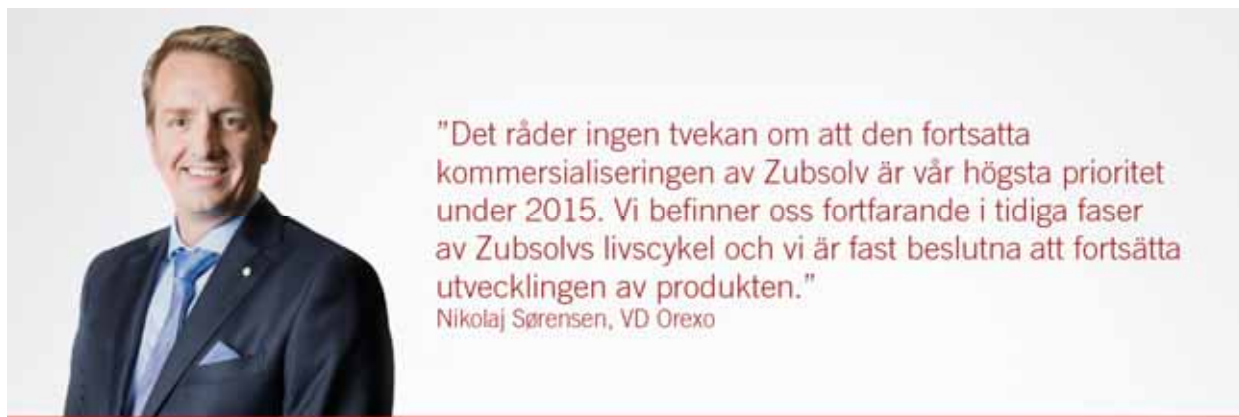 ”Det råder ingen tvekan om att den fortsatta
kommersialiseringen av Zubsolv är vår högsta prioritet
under 2015. Vi befinner oss fortfarande i tidiga faser
av Zubsolvs livscykel och vi är fast beslutna att fortsätta
utvecklingen av produkten.”
Nikolaj Sørensen, VD Orexo